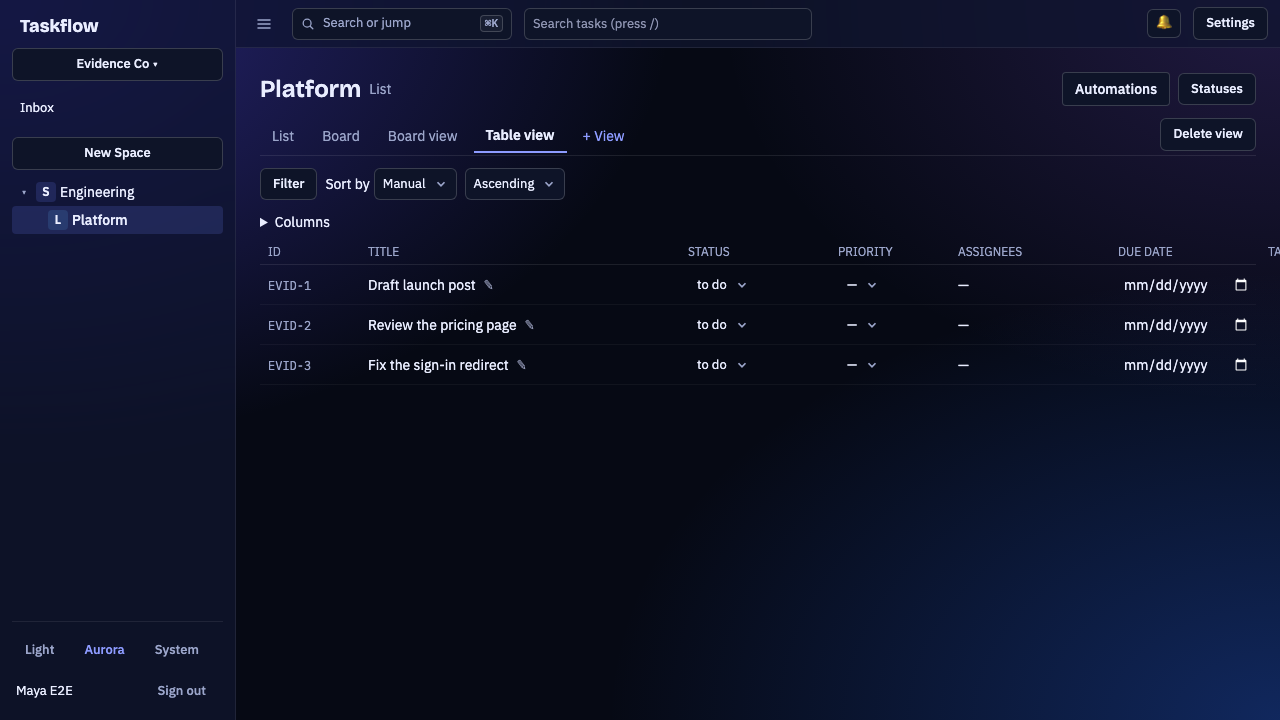 Taskflow
Evidence Co ▾
Inbox
New Space
▾ S Engineering
L Platform
Light Aurora System
Maya E2E Sign out
Search or jump ⌘K
Search tasks (press /)
Settings
Platform List
Automations Statuses
List Board Board view Table view + View
Delete view
Filter Sort by Manual Ascending
Columns
ID TITLE STATUS PRIORITY ASSIGNEES DUE DATE
EVID-1 Draft launch post to do — — mm/dd/yyyy
EVID-2 Review the pricing page to do — — mm/dd/yyyy
EVID-3 Fix the sign-in redirect to do — — mm/dd/yyyy